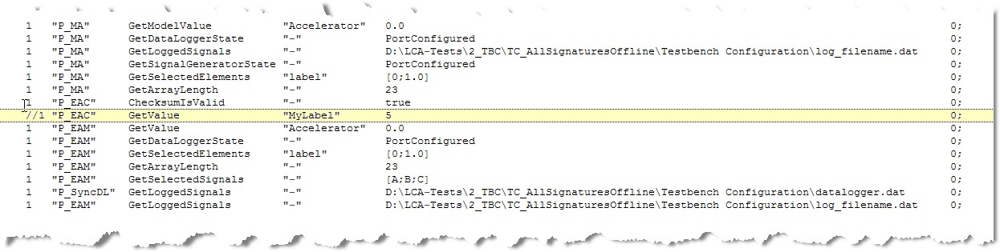 1 "P_MA" GetModelValue "Accelerator" 0.0 0;
1 "P_MA" GetDataLoggerState "-" PortConfigured 0;
1 "P_MA" GetLoggedSignals "-" D:\LCA-Tests\2_TBC\TC_AllSignaturesOffline\Testbench Configuration\log_filename.dat 0;
1 "P_MA" GetSignalGeneratorState "-" PortConfigured 0;
1 "P_MA" GetSelectedElements "label" [0;1.0] 0;
1 "P_MA" GetArrayLength "-" 23 0;
1 "P_EAC" ChecksumIsValid "-" true 0;
//1 "P_EAC" GetValue "MyLabel" 5 0;
1 "P_EAM" GetValue "Accelerator" 0.0 0;
1 "P_EAM" GetDataLoggerState "-" PortConfigured 0;
1 "P_EAM" GetSelectedElements "label" [0;1.0] 0;
1 "P_EAM" GetArrayLength "-" 23 0;
1 "P_EAM" GetSelectedSignals "-" [A;B;C] 0;
1 "P_SyncDL" GetLoggedSignals "-" D:\LCA-Tests\2_TBC\TC_AllSignaturesOffline\Testbench Configuration\datalogger.dat 0;
1 "P_EAM" GetLoggedSignals "-" D:\LCA-Tests\2_TBC\TC_AllSignaturesOffline\Testbench Configuration\log_filename.dat 0;